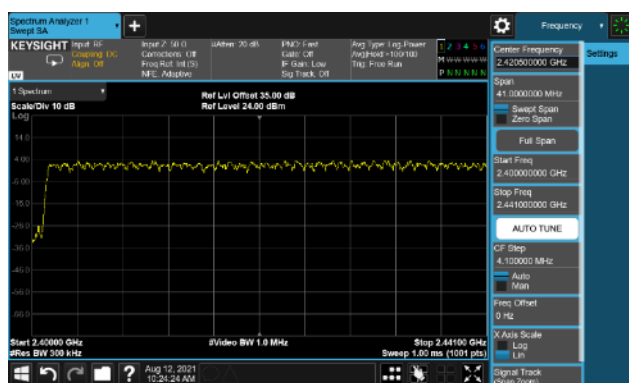 Spectrum Analyzer 1
Swept SA
+
Frequency
KEYSIGHT
Input: RF
Coupling: DC
Align: Off
Input Z: 50 Ω
Corrections: Off
Freq Ref: Int (S)
NFE: Adaptive
#Atten: 20 dB
PNO: Fast
Gate: Off
IF Gain: Low
Sig Track: Off
Avg Type: Log-Power
Avg|Hold:>100/100
Trig: Free Run
1 2 3 4 5 6
M W W W W W
P N N N N N
LV
1 Spectrum
Scale/Div 10 dB
Log
Ref Lvl Offset 35.00 dB
Ref Level 24.00 dBm
14.0
4.00
-6.00
-16.0
-26.0
-36.0
-46.0
-56.0
-66.0
Start 2.40000 GHz
#Res BW 300 kHz
#Video BW 1.0 MHz
Stop 2.44100 GHz
Sweep 1.00 ms (1001 pts)
Center Frequency
2.420500000 GHz
Settings
Span
41.0000000 MHz
Swept Span
Zero Span
Full Span
Start Freq
2.400000000 GHz
Stop Freq
2.441000000 GHz
AUTO TUNE
CF Step
4.100000 MHz
Auto
Man
Freq Offset
0 Hz
X Axis Scale
Log
Lin
Signal Track
(Span Zoom)
?
Aug 12, 2021
10:24:24 AM